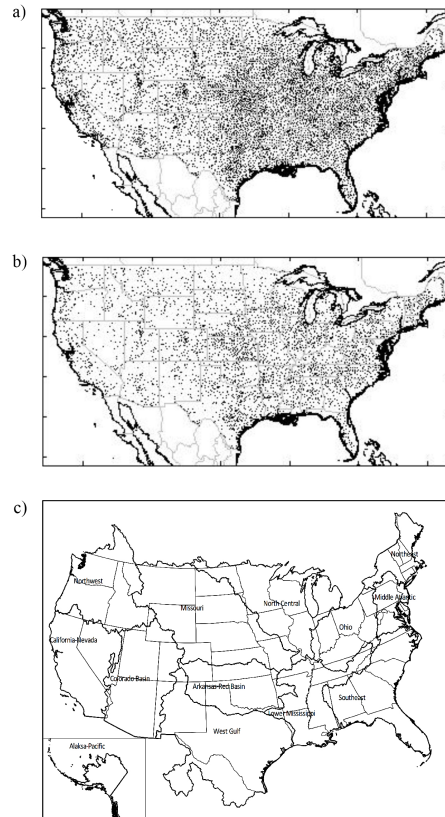 a)
b)
c)
Northeast
Northwest
Middle Atlantic
Missouri
North Central
Ohio
California-Nevada
Colorado Basin
Arkansas-Red Basin
Southeast
Lower Mississippi
West Gulf
Alaksa-Pacific